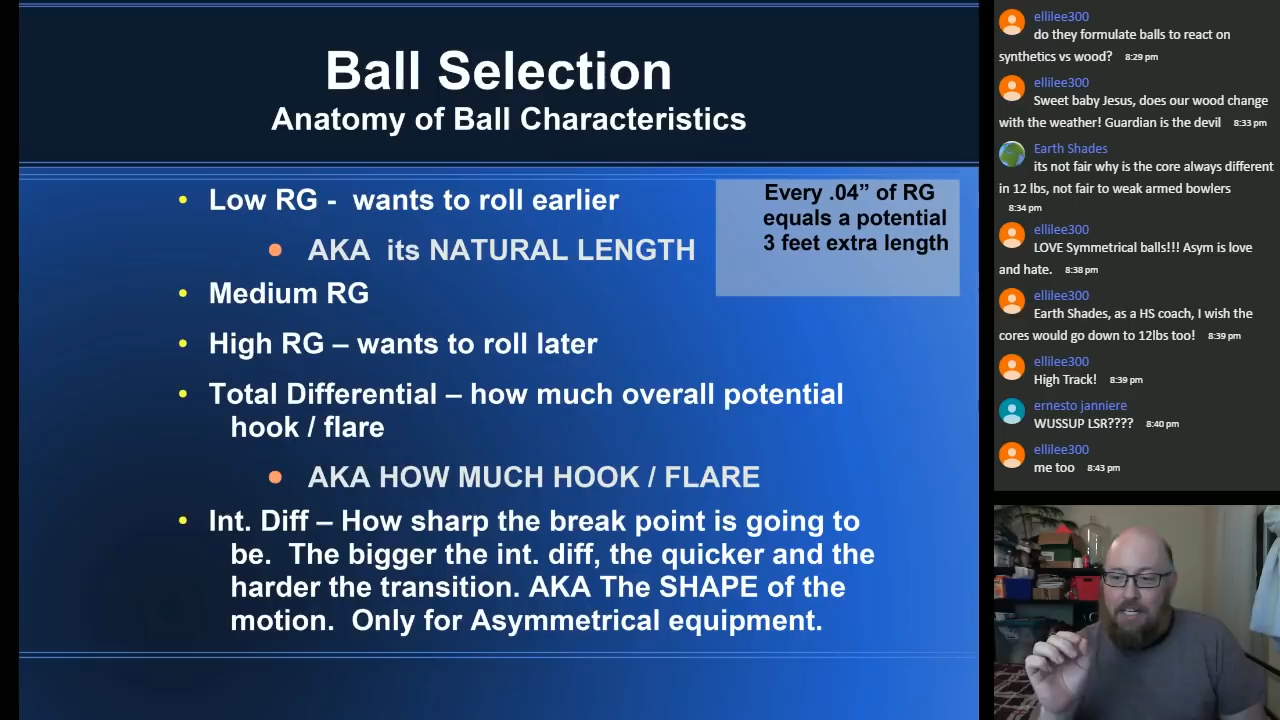 Ball Selection
Anatomy of Ball Characteristics
• Low RG - wants to roll earlier
• AKA its NATURAL LENGTH
• Medium RG
• High RG – wants to roll later
• Total Differential – how much overall potential
hook / flare
• AKA HOW MUCH HOOK / FLARE
• Int. Diff – How sharp the break point is going to
be. The bigger the int. diff, the quicker and the
harder the transition. AKA The SHAPE of the
motion. Only for Asymmetrical equipment.
Every .04” of RG
equals a potential
3 feet extra length
ellilee300
do they formulate balls to react on
synthetics vs wood? 8:29 pm
ellilee300
Sweet baby Jesus, does our wood change
with the weather! Guardian is the devil 8:33 pm
Earth Shades
its not fair why is the core always different
in 12 lbs, not fair to weak armed bowlers
8:34 pm
ellilee300
LOVE Symmetrical balls!!! Asym is love
and hate. 8:38 pm
ellilee300
Earth Shades, as a HS coach, I wish the
cores would go down to 12lbs too! 8:39 pm
ellilee300
High Track! 8:39 pm
ernesto janniere
WUSSUP LSR???? 8:40 pm
ellilee300
me too 8:43 pm